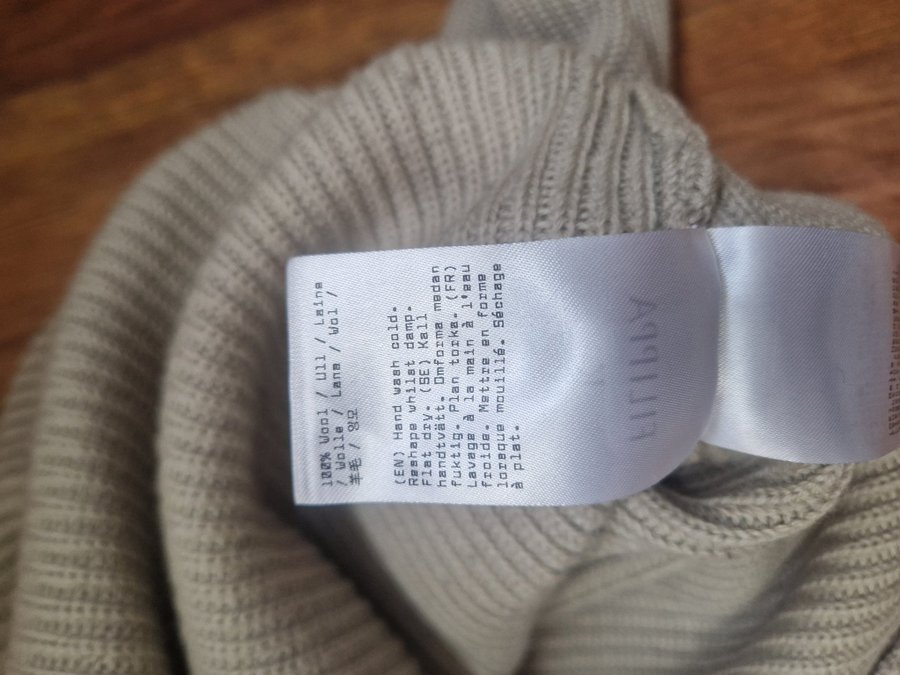 100% Wool / Ull / Laine
/ Wolle / Lana / Wol /
羊毛 / 양모
(EN) Hand wash cold.
Reshape whilst damp.
Flat dry. (SE) Kall
handtvätt. Omforma medan
fuktig. Plan torka. (FR)
Lavage à la main à l'eau
froide. Mettre en forme
lorsque mouillé. Séchage
à plat.